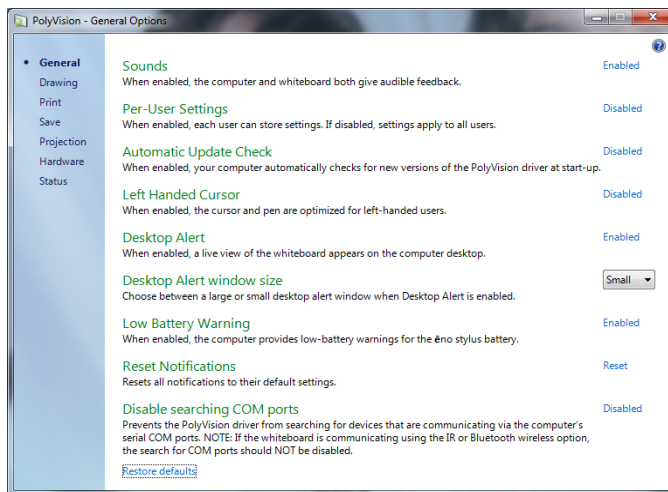 PolyVision - General Options
General
Drawing
Print
Save
Projection
Hardware
Status
Sounds
Enabled
When enabled, the computer and whiteboard both give audible feedback.
Per-User Settings
Disabled
When enabled, each user can store settings. If disabled, settings apply to all users.
Automatic Update Check
Disabled
When enabled, your computer automatically checks for new versions of the PolyVision driver at start-up.
Left Handed Cursor
Disabled
When enabled, the cursor and pen are optimized for left-handed users.
Desktop Alert
Enabled
When enabled, a live view of the whiteboard appears on the computer desktop.
Desktop Alert window size
Small
Choose between a large or small desktop alert window when Desktop Alert is enabled.
Low Battery Warning
Enabled
When enabled, the computer provides low-battery warnings for the ēno stylus battery.
Reset Notifications
Reset
Resets all notifications to their default settings.
Disable searching COM ports
Disabled
Prevents the PolyVision driver from searching for devices that are communicating via the computer's
serial COM ports. NOTE: If the whiteboard is communicating using the IR or Bluetooth wireless option,
the search for COM ports should NOT be disabled.
Restore defaults